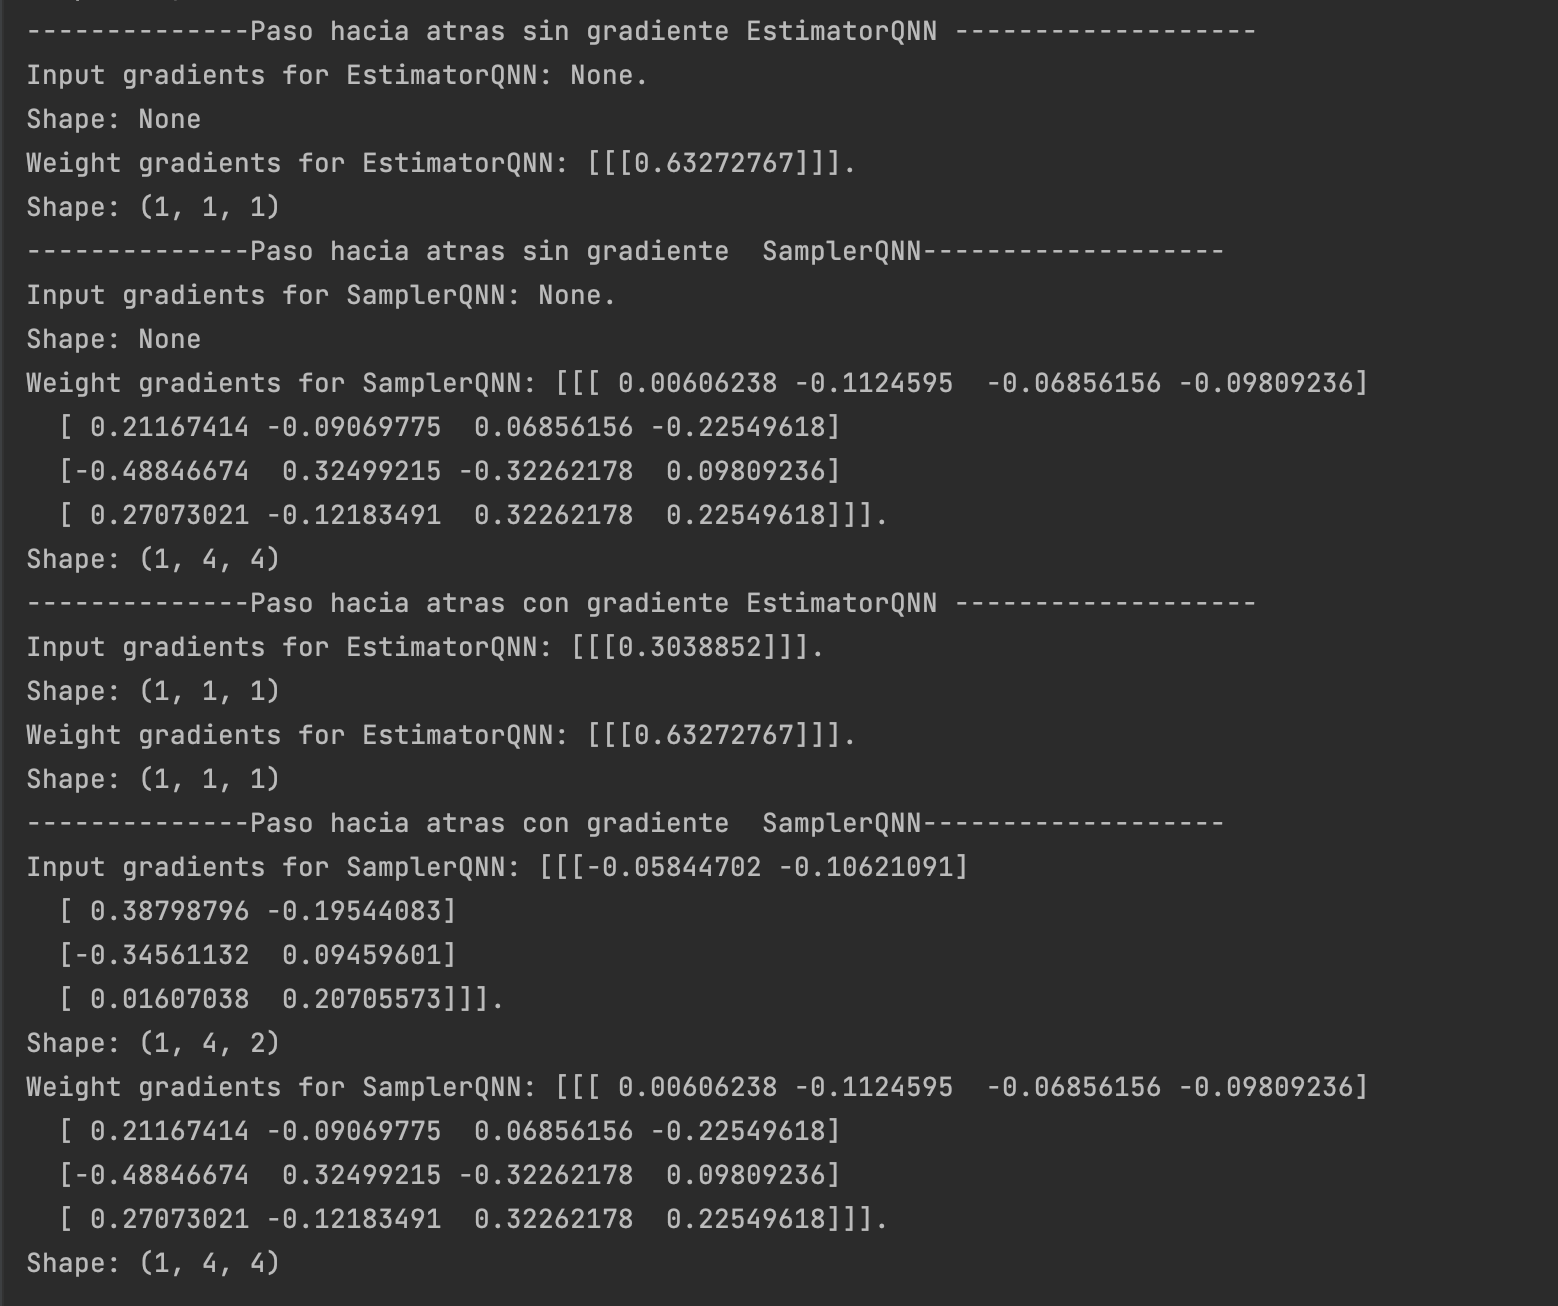 --------------Paso hacia atras sin gradiente EstimatorQNN -------------------
Input gradients for EstimatorQNN: None.
Shape: None
Weight gradients for EstimatorQNN: [[[0.63272767]]].
Shape: (1, 1, 1)
--------------Paso hacia atras sin gradiente  SamplerQNN-------------------
Input gradients for SamplerQNN: None.
Shape: None
Weight gradients for SamplerQNN: [[[ 0.00606238 -0.1124595  -0.06856156 -0.09809236]
  [ 0.21167414 -0.09069775  0.06856156 -0.22549618]
  [-0.48846674  0.32499215 -0.32262178  0.09809236]
  [ 0.27073021 -0.12183491  0.32262178  0.22549618]]].
Shape: (1, 4, 4)
--------------Paso hacia atras con gradiente EstimatorQNN -------------------
Input gradients for EstimatorQNN: [[[0.3038852]]].
Shape: (1, 1, 1)
Weight gradients for EstimatorQNN: [[[0.63272767]]].
Shape: (1, 1, 1)
--------------Paso hacia atras con gradiente  SamplerQNN-------------------
Input gradients for SamplerQNN: [[[-0.05844702 -0.10621091]
  [ 0.38798796 -0.19544083]
  [-0.34561132  0.09459601]
  [ 0.01607038  0.20705573]]].
Shape: (1, 4, 2)
Weight gradients for SamplerQNN: [[[ 0.00606238 -0.1124595  -0.06856156 -0.09809236]
  [ 0.21167414 -0.09069775  0.06856156 -0.22549618]
  [-0.48846674  0.32499215 -0.32262178  0.09809236]
  [ 0.27073021 -0.12183491  0.32262178  0.22549618]]].
Shape: (1, 4, 4)